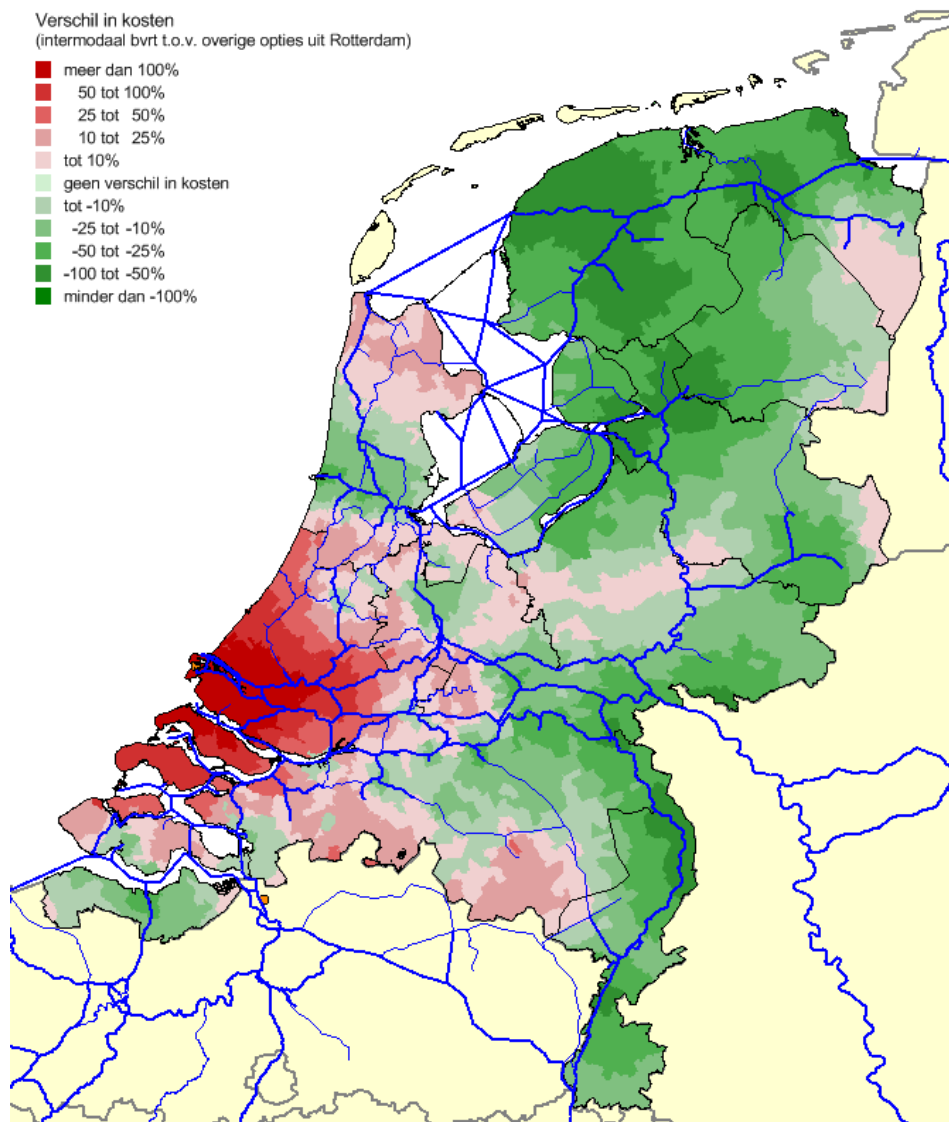 Verschil in kosten
(intermodaal bvrt t.o.v. overige opties uit Rotterdam)
meer dan 100%
50 tot 100%
25 tot 50%
10 tot 25%
tot 10%
geen verschil in kosten
tot -10%
-25 tot -10%
-50 tot -25%
-100 tot -50%
minder dan -100%